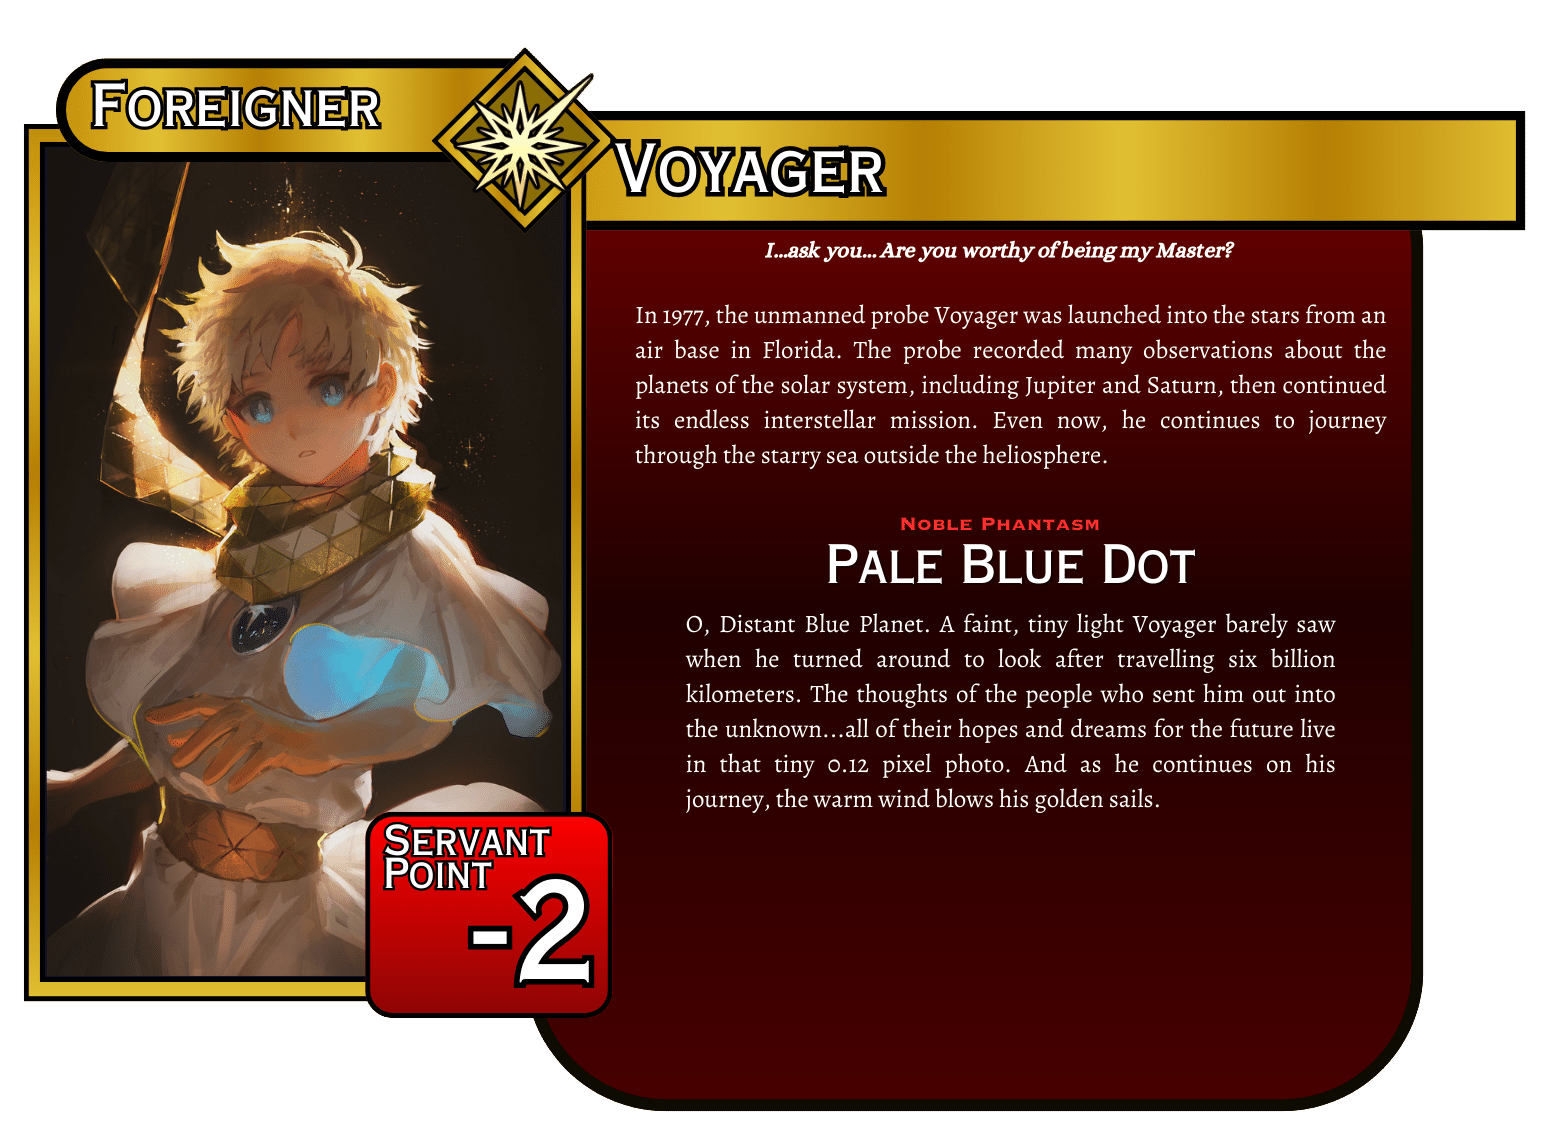 Foreigner
Voyager
I...ask you... Are you worthy of being my Master?
In 1977, the unmanned probe Voyager was launched into the stars from an
air base in Florida. The probe recorded many observations about the
planets of the solar system, including Jupiter and Saturn, then continued
its endless interstellar mission. Even now, he continues to journey
through the starry sea outside the heliosphere.
Noble Phantasm
Pale Blue Dot
O, Distant Blue Planet. A faint, tiny light Voyager barely saw
when he turned around to look after travelling six billion
kilometers. The thoughts of the people who sent him out into
the unknown...all of their hopes and dreams for the future live
in that tiny 0.12 pixel photo. And as he continues on his
journey, the warm wind blows his golden sails.
Servant
Point
-2